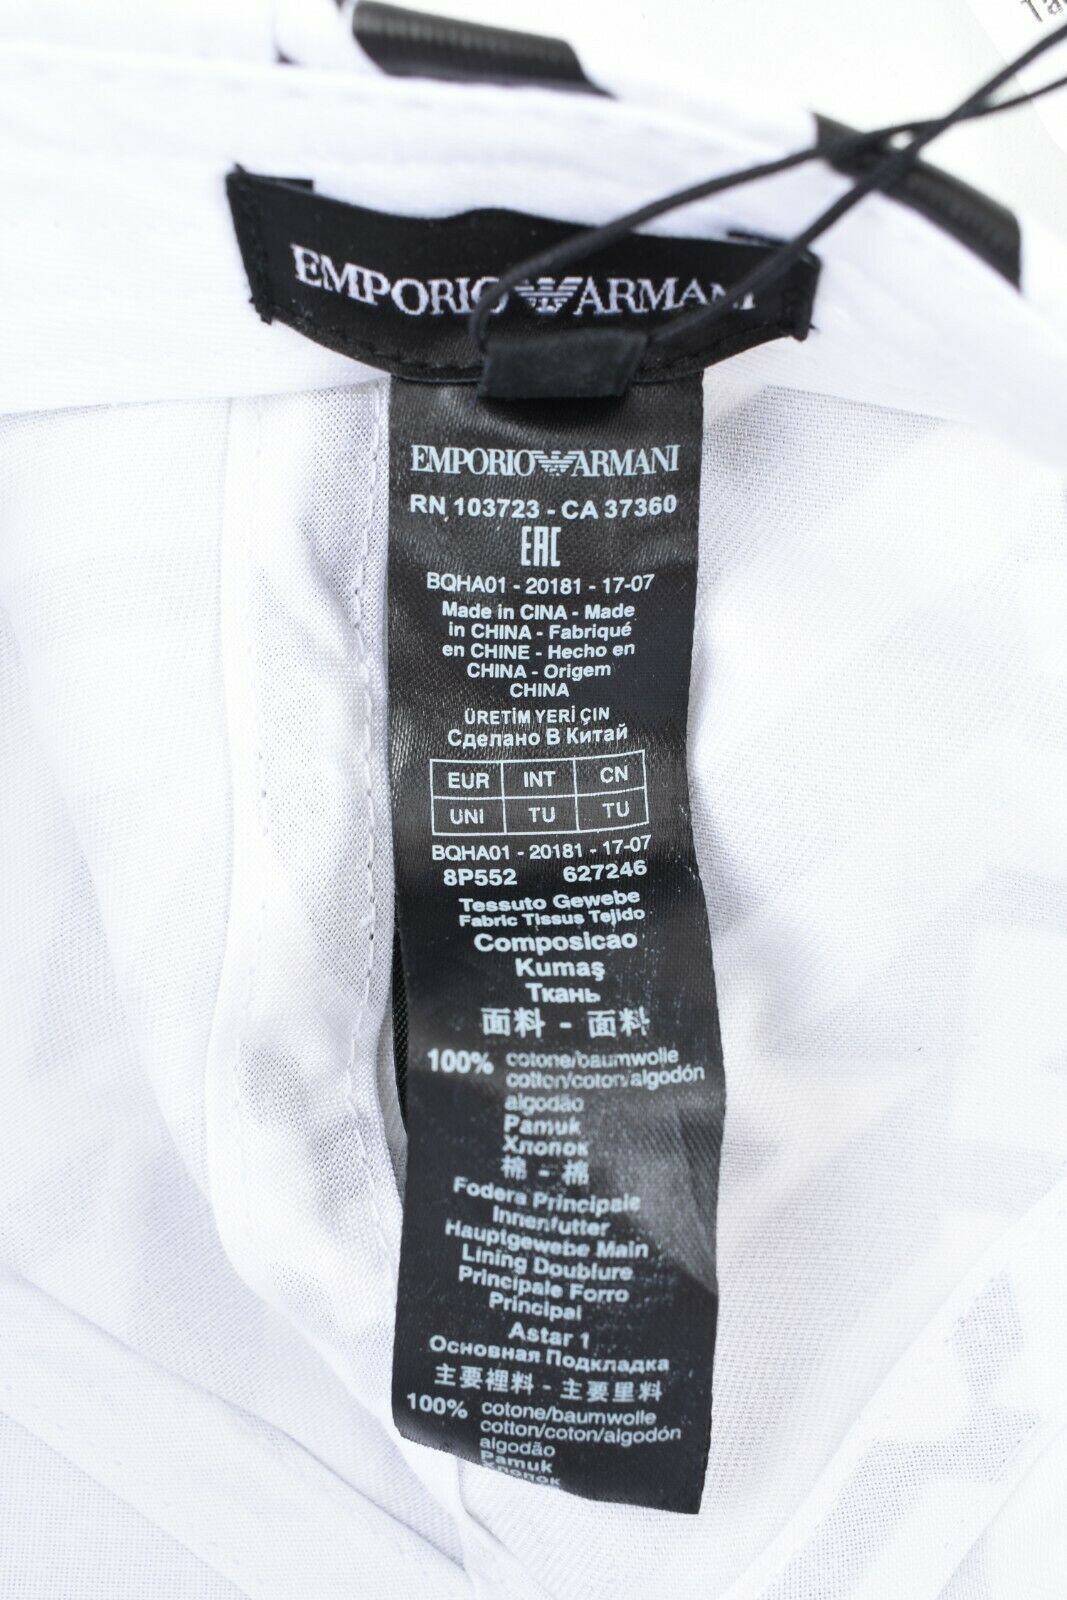 Ta
EMPORIO ARMANI
EMPORIO ARMANI
RN 103723 - CA 37360
EAC
BQHA01 - 20181 - 17-07
Made in CINA - Made
in CHINA - Fabriqué
en CHINE - Hecho en
CHINA - Origem
CHINA
ÜRETİM YERİ ÇIN
Сделано В Китай
EUR INT CN
UNI TU TU
BQHA01 - 20181 - 17-07
8P552 627246
Tessuto Gewebe
Fabric Tissus Tejido
Composicao
Kumaş
Ткань
面料 - 面料
100% cotone/baumwolle
cotton/coton/algodón
algodão
Pamuk
Хлопок
棉 - 棉
Fodera Principale
Innenfutter
Hauptgewebe Main
Lining Doublure
Principale Forro
Principal
Astar 1
Основная Подкладка
主要裡料 - 主要里料
100% cotone/baumwolle
cotton/coton/algodón
algodão
Pamuk
Хлопок